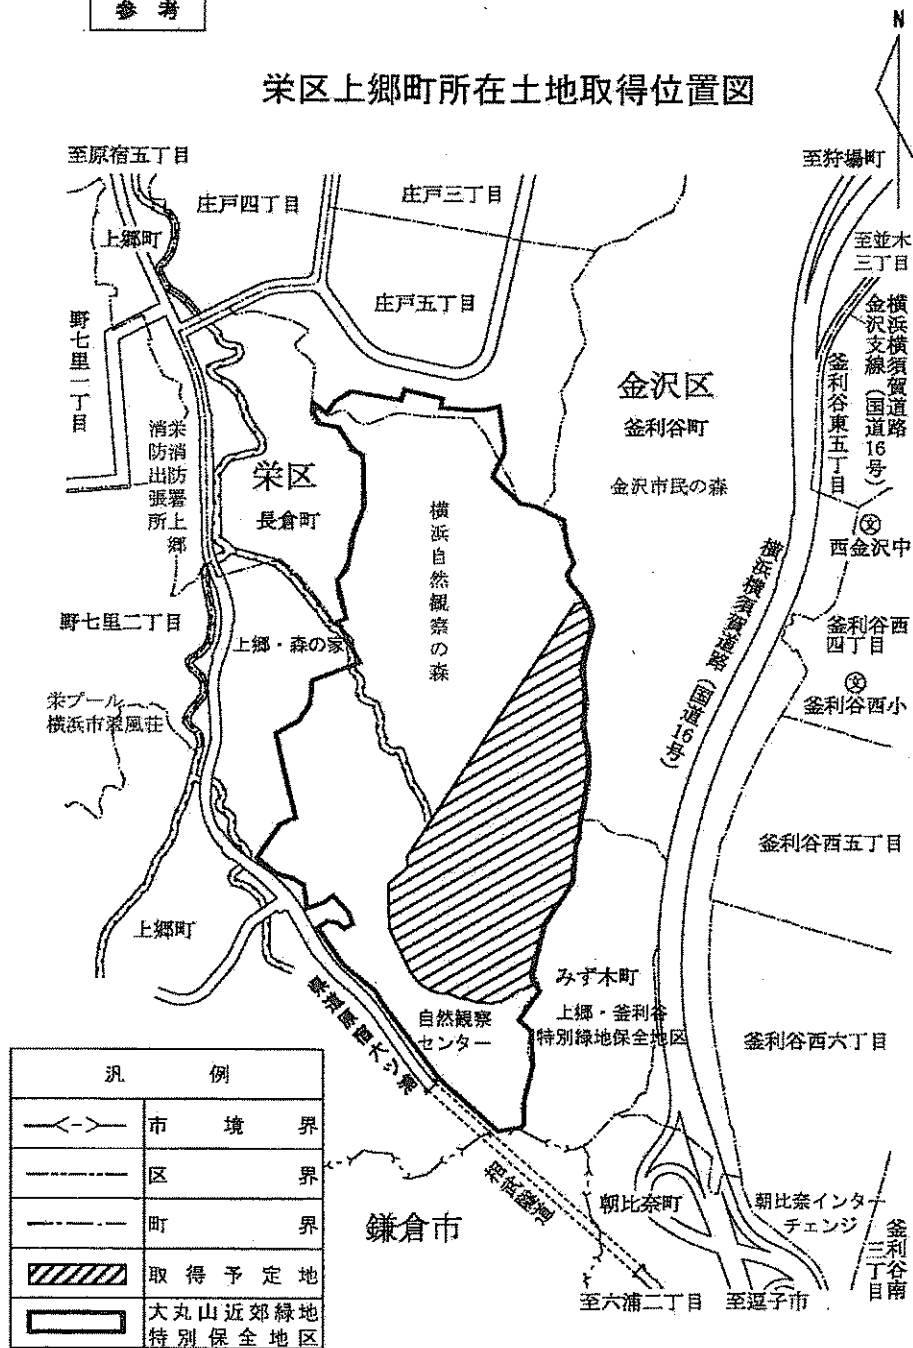 参考
N
栄区上郷町所在土地取得位置図
至原宿五丁目
至狩場町
庄戸四丁目
庄戸三丁目
上郷町
至並木
三丁目
庄戸五丁目
横浜横須賀道路
金沢支線(国道16号)
野七里一丁目
釜利谷東五丁目
金沢区
釜利谷町
金沢市民の森
栄消防署上郷
消防出張所
栄区
長倉町
横浜自然観察の森
文
西金沢中
横浜横須賀道路(国道16号)
野七里二丁目
上郷・森の家
釜利谷西
四丁目
文
釜利谷西小
栄プール
横浜市翠風荘
釜利谷西五丁目
上郷町
みず木町
上郷・釜利谷
特別緑地保全地区
自然観察
センター
県道原宿六ツ浦
釜利谷西六丁目
相武隧道
鎌倉市
朝比奈町
朝比奈インター
チェンジ
釜利谷南
三丁目
至六浦二丁目
至逗子市
汎例
市境界
区界
町界
取得予定地
大丸山近郊緑地
特別保全地区